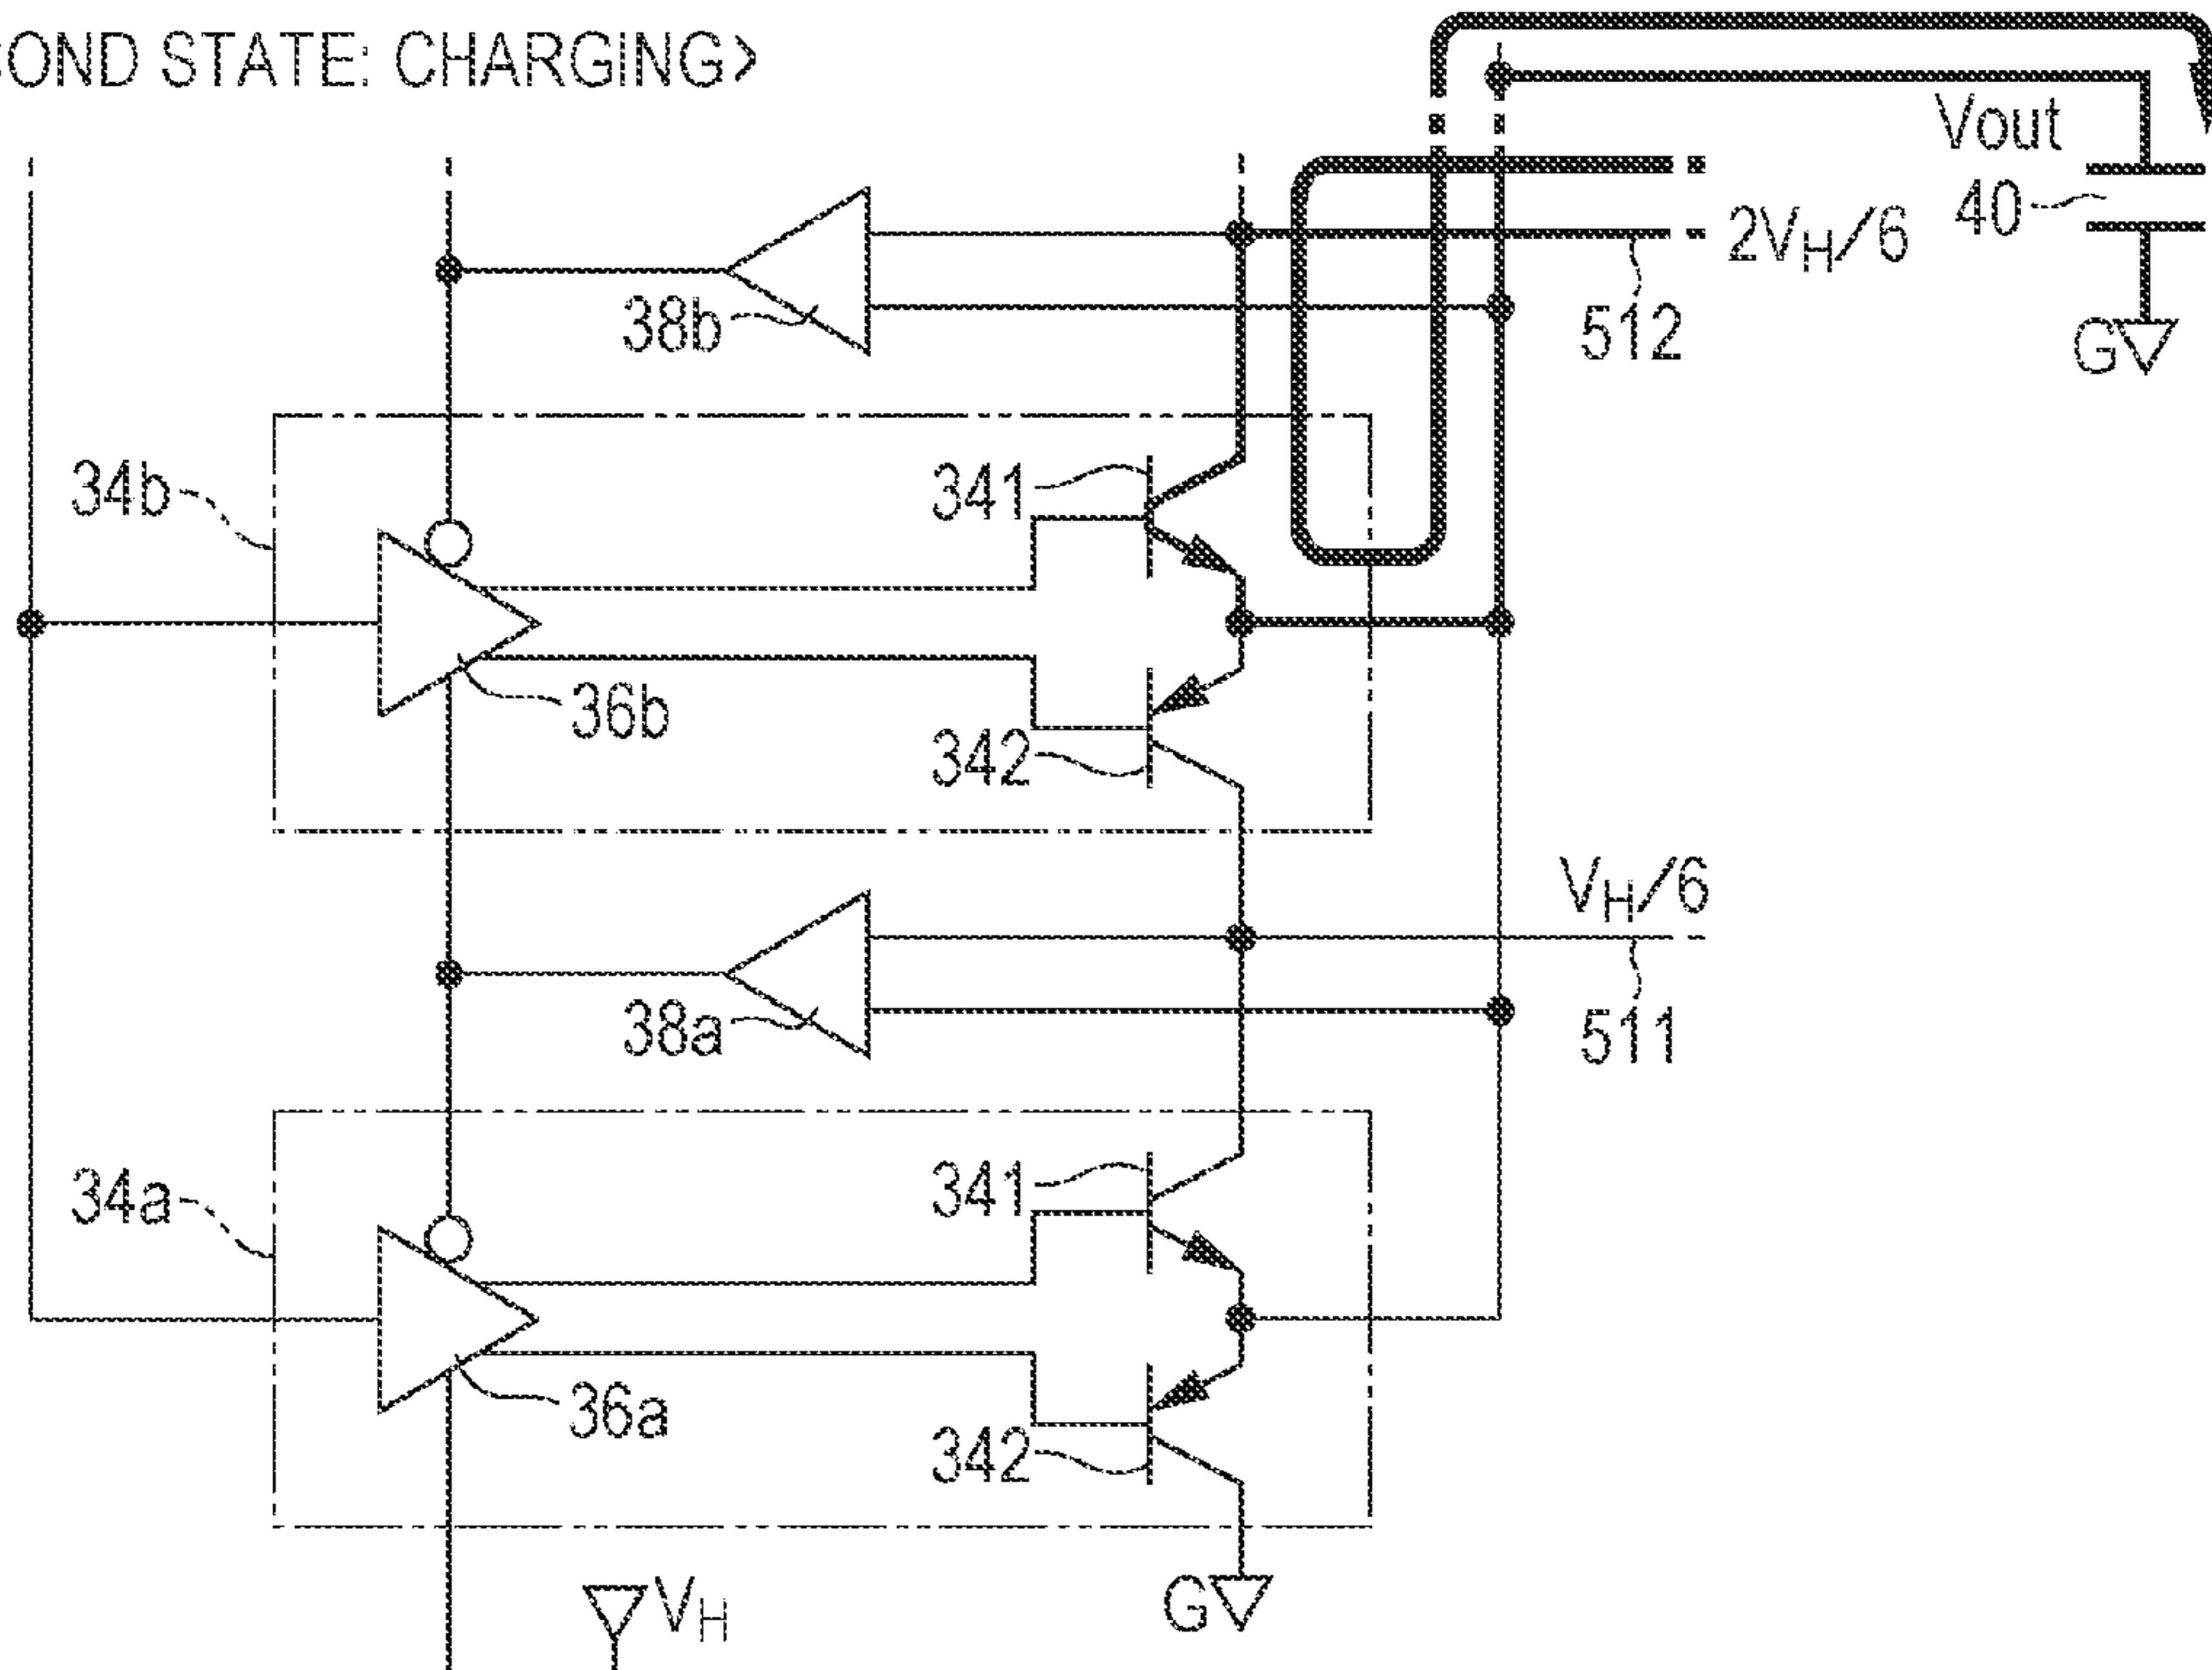 OND STATE: CHARGING>
Vout
40
2VH/6
38b
512
G
34b
341
36b
342
VH/6
38a
511
34a
341
36a
342
VH
G